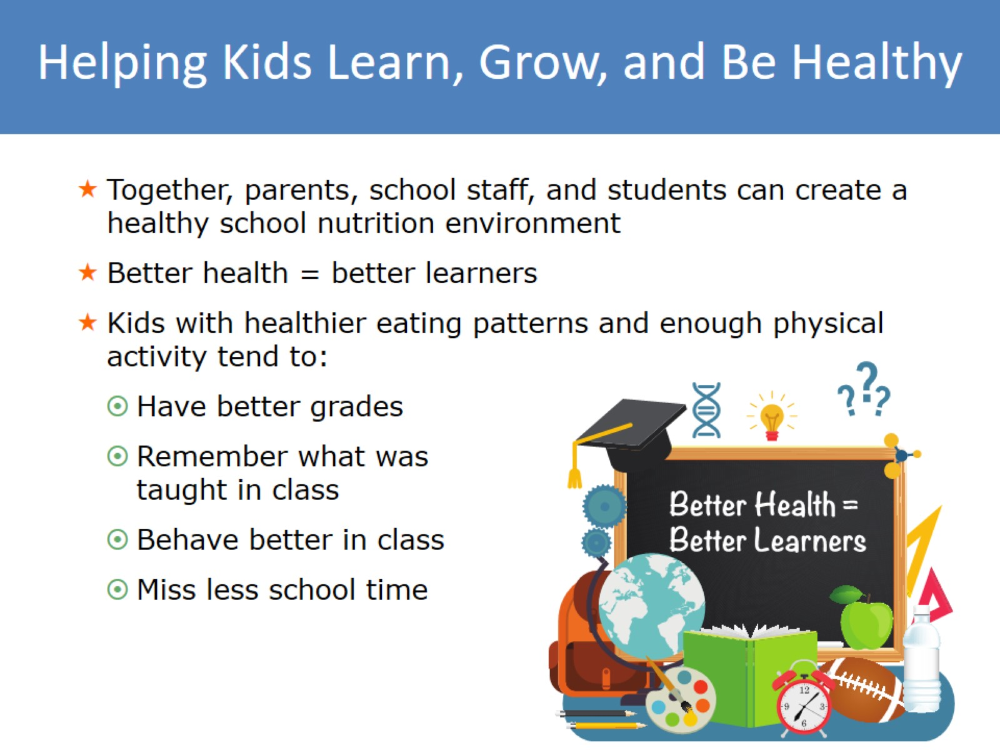 Helping Kids Learn, Grow, and Be Healthy
Together, parents, school staff, and students can create a
healthy school nutrition environment
Better health = better learners
Kids with healthier eating patterns and enough physical
activity tend to:
Have better grades
Remember what was
taught in class
Behave better in class
Miss less school time
???
Better Health =
Better Learners
12
9 3
6